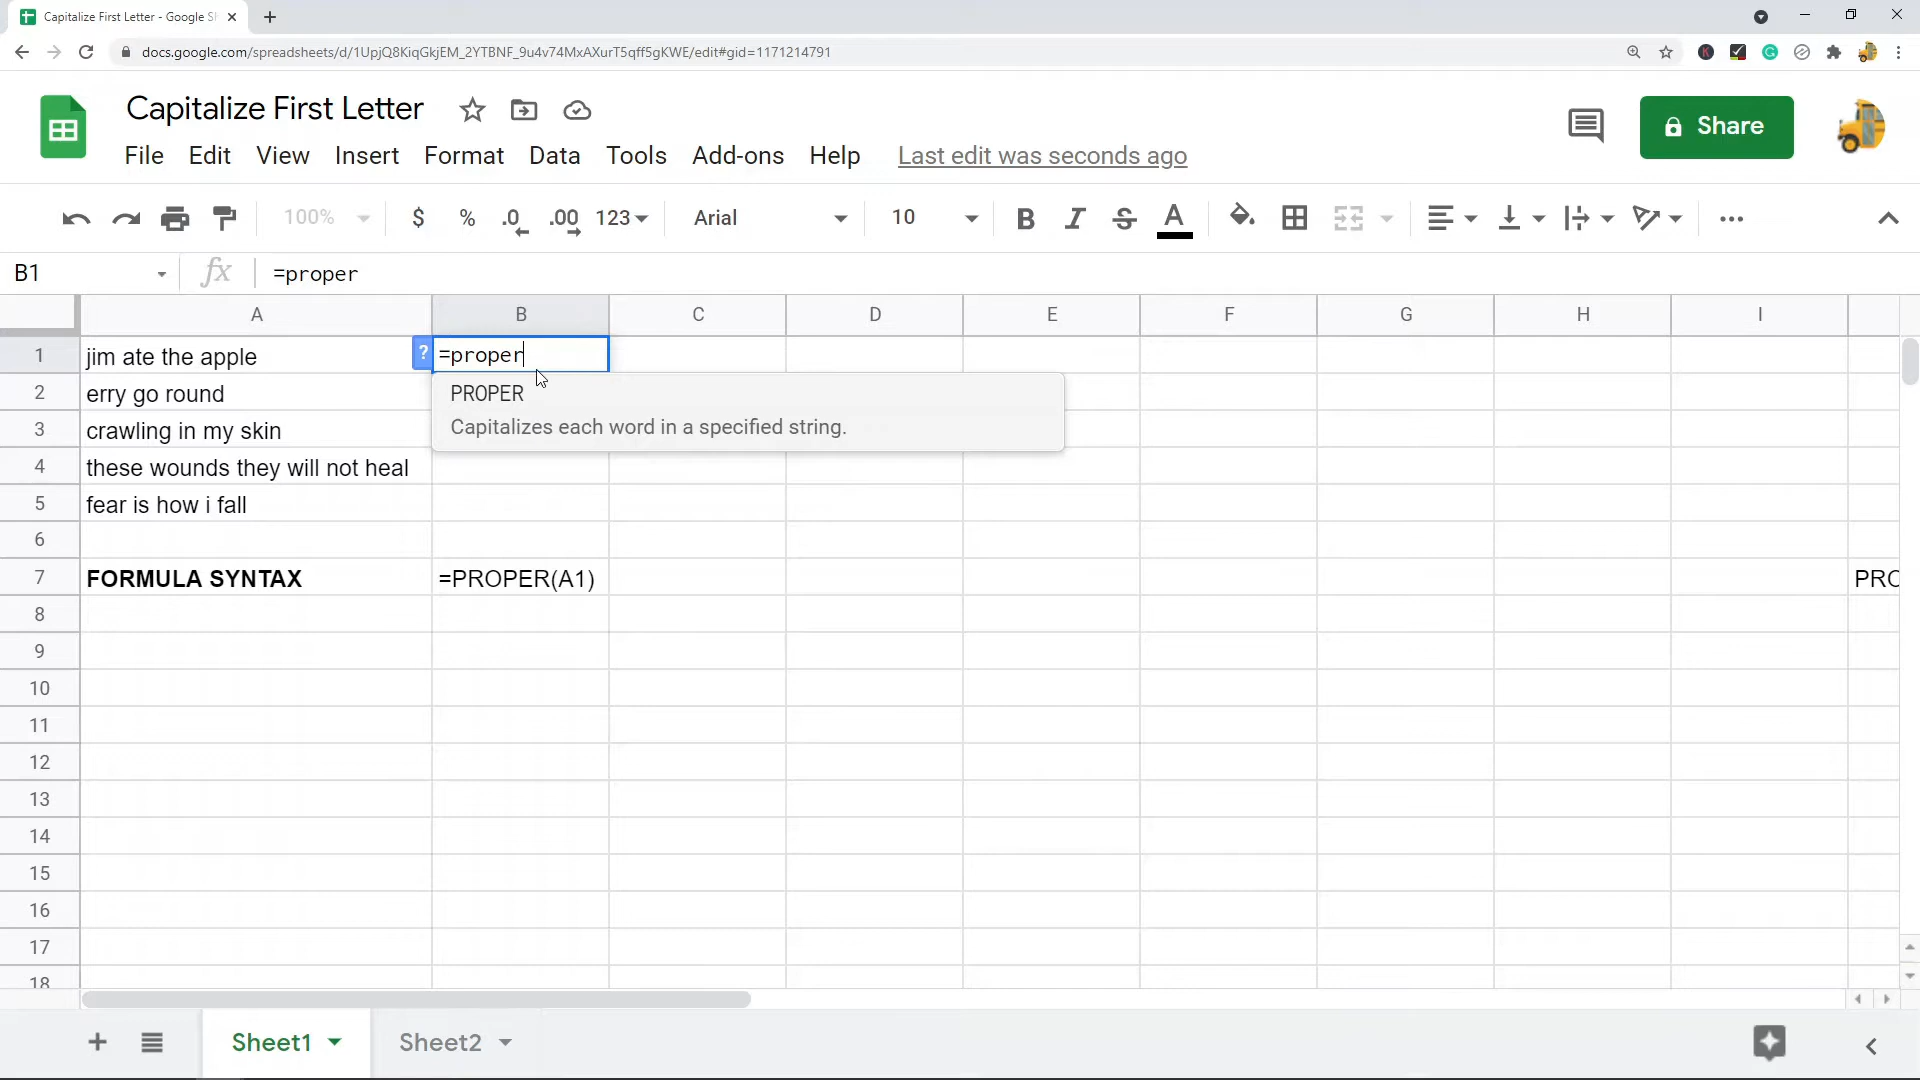 Capitalize First Letter - Google Sh
docs.google.com/spreadsheets/d/1UpjQ8KiqGkjEM_2YTBNF_9u4v74MxAXurT5qff5gKWE/edit#gid=1171214791
Capitalize First Letter
Share
File Edit View Insert Format Data Tools Add-ons Help Last edit was seconds ago
100% $ % .0 .00 123 Arial 10 B I S A
B1 fx =proper
A B C D E F G H I
1 jim ate the apple ? =proper
2 erry go round PROPER
3 crawling in my skin Capitalizes each word in a specified string.
4 these wounds they will not heal
5 fear is how i fall
6
7 FORMULA SYNTAX =PROPER(A1) PRO
8
9
10
11
12
13
14
15
16
17
18
Sheet1 Sheet2